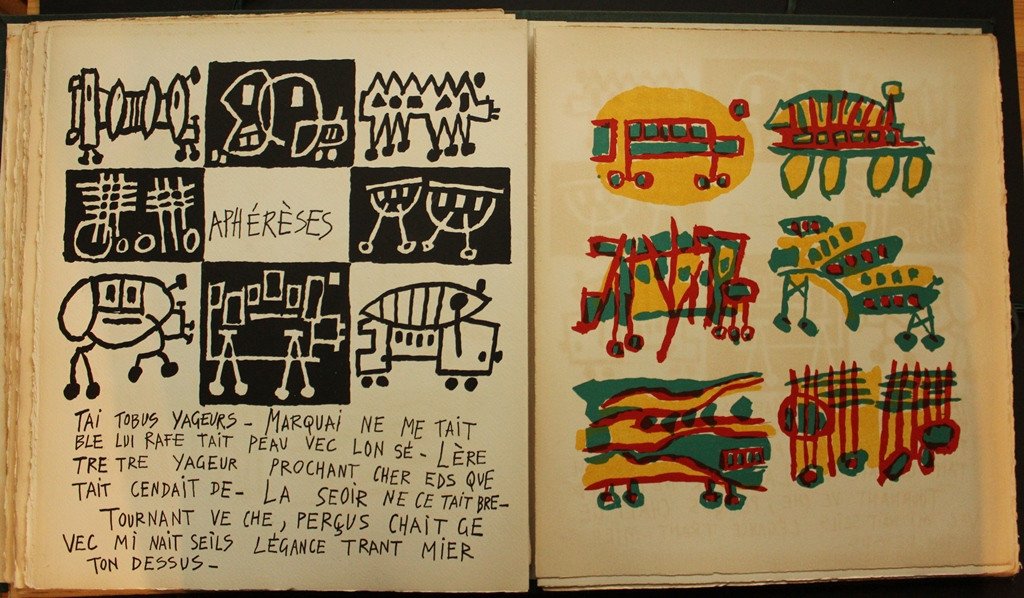 APHÉRÈSES
TAI TOBUS YAGEURS – MARQUAI NE ME TAIT
BLE LUI RAFE TAIT PEAU VEC LON SÉ – LÈRE
TRE TRE YAGEUR PROCHANT CHER EDS QUE
TAIT CENDAIT DE – LA SEOIR NE CE TAIT BRE –
TOURNANT VE CHE, PERÇUS CHAIT GE
VEC MI NAIT SEILS LÉGANCE TRANT MIER
TON DESSUS –